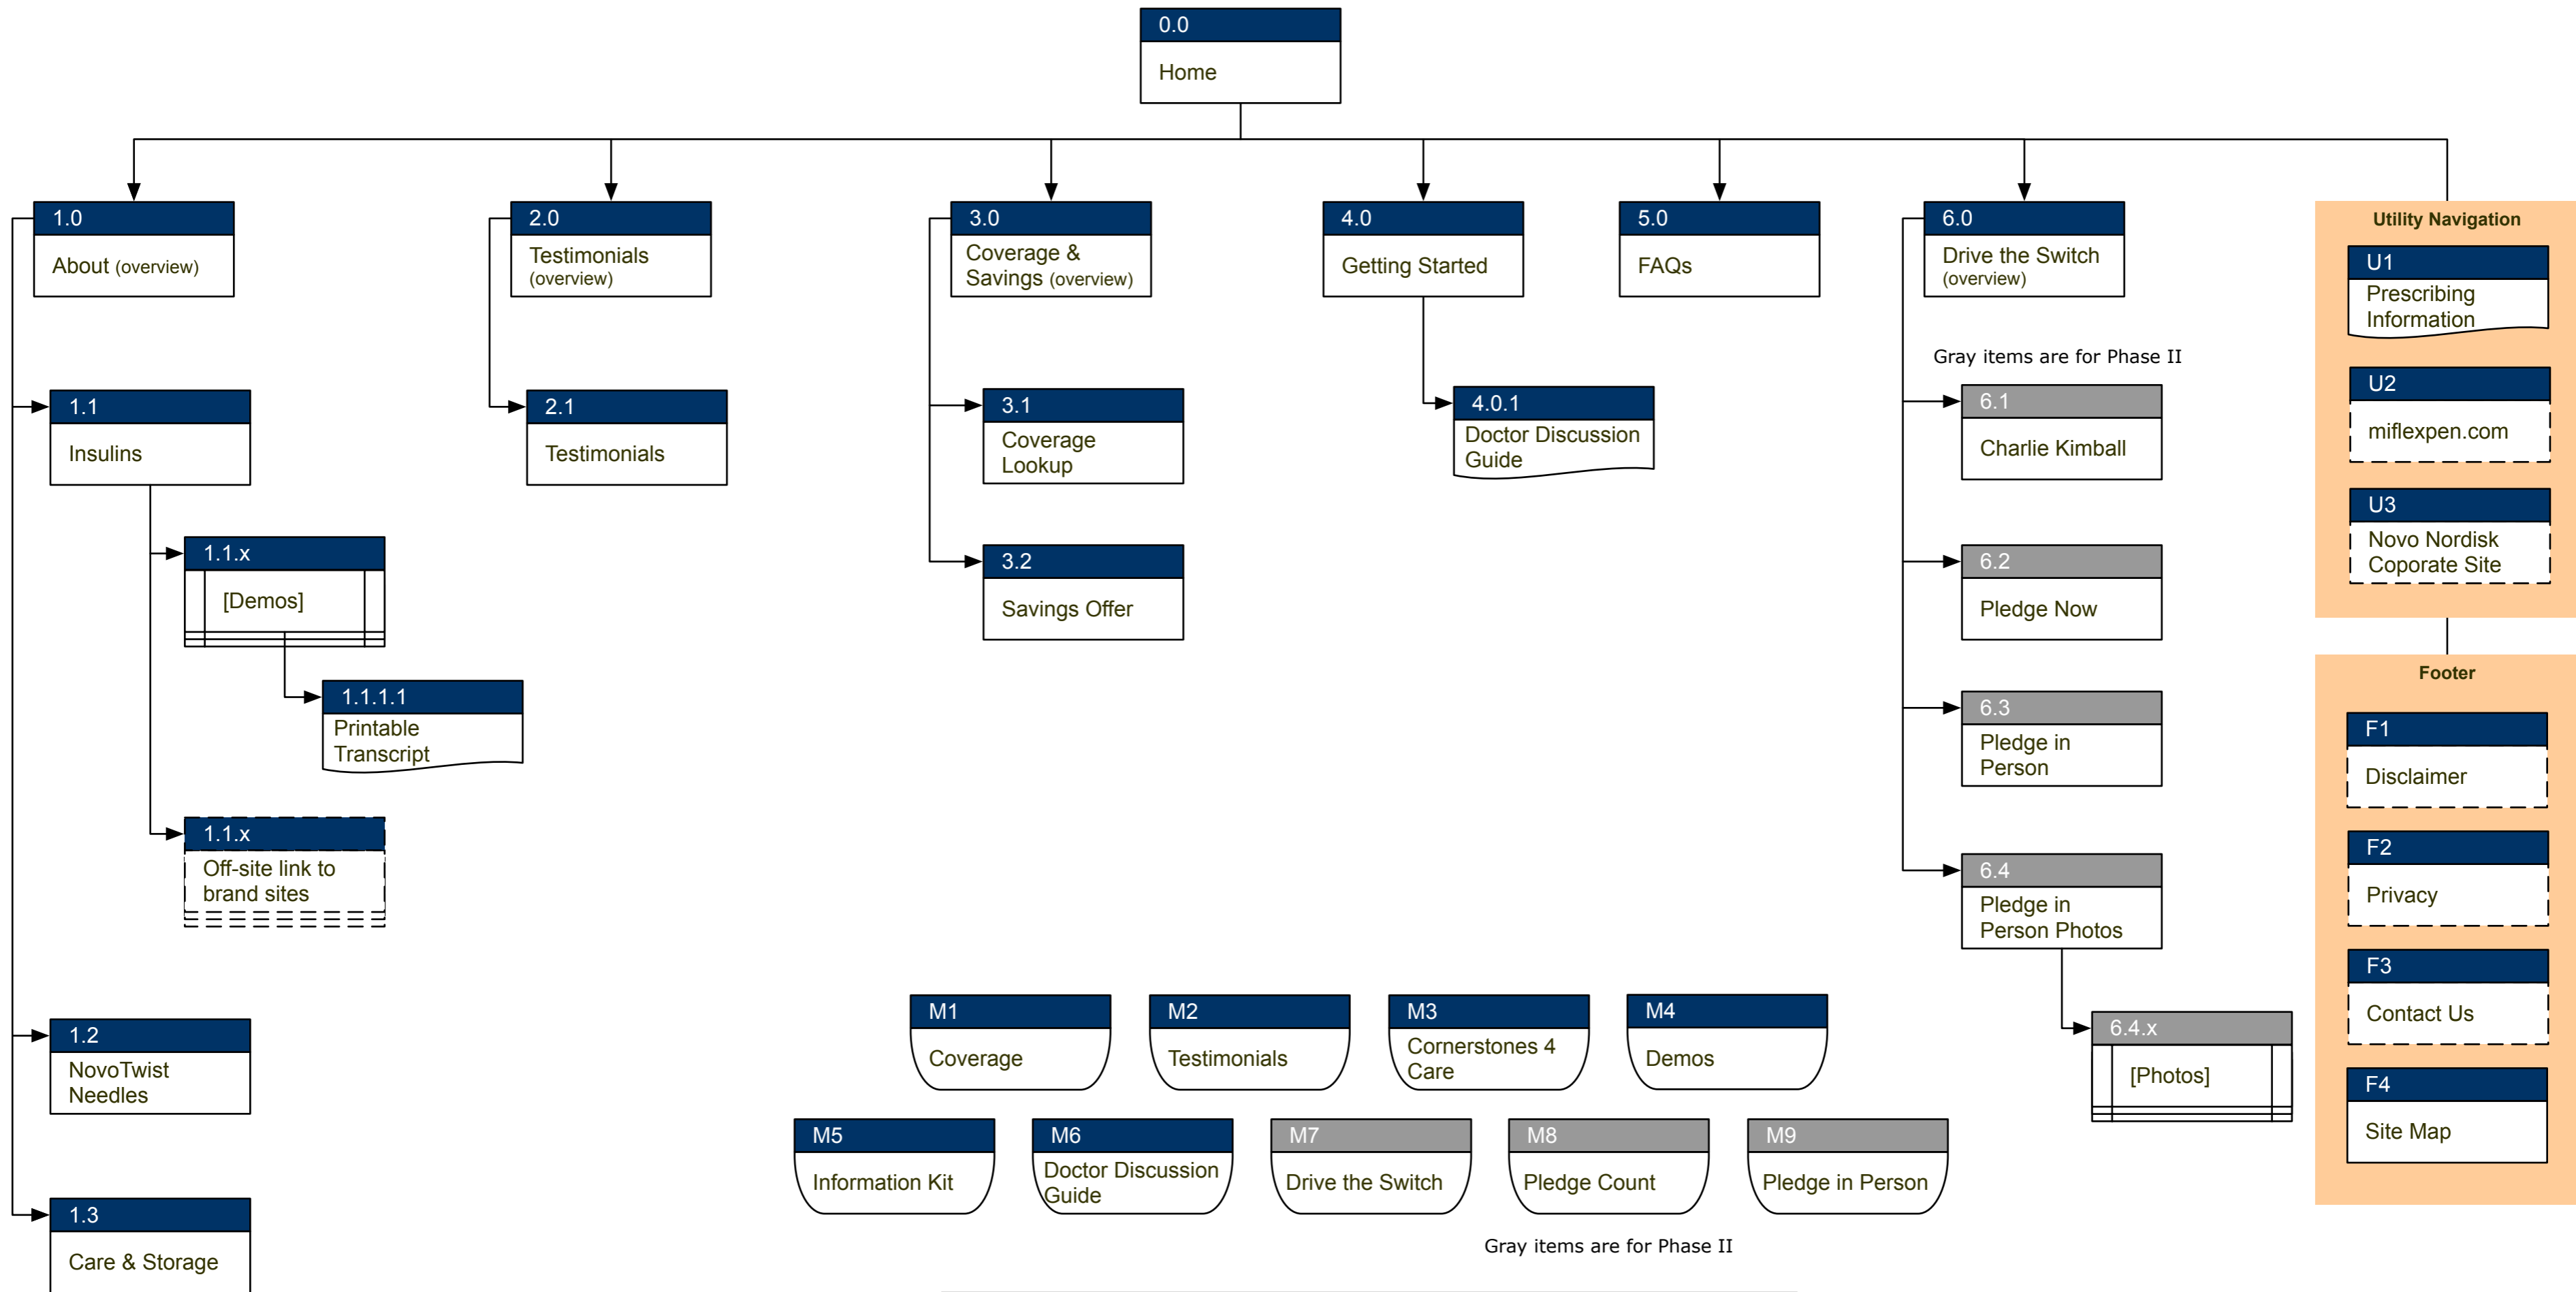 0.0
Home
1.0
About (overview)
2.0
Testimonials
(overview)
3.0
Coverage &
Savings (overview)
4.0
Getting Started
5.0
FAQs
6.0
Drive the Switch
(overview)
Utility Navigation
U1
Prescribing
Information
U2
miflexpen.com
U3
Novo Nordisk
Coporate Site
Gray items are for Phase II
1.1
Insulins
2.1
Testimonials
3.1
Coverage
Lookup
4.0.1
Doctor Discussion
Guide
6.1
Charlie Kimball
1.1.x
[Demos]
3.2
Savings Offer
6.2
Pledge Now
1.1.1.1
Printable
Transcript
6.3
Pledge in
Person
1.1.x
Off-site link to
brand sites
6.4
Pledge in
Person Photos
6.4.x
[Photos]
Footer
F1
Disclaimer
F2
Privacy
F3
Contact Us
F4
Site Map
1.2
NovoTwist
Needles
1.3
Care & Storage
M1
Coverage
M2
Testimonials
M3
Cornerstones 4
Care
M4
Demos
M5
Information Kit
M6
Doctor Discussion
Guide
M7
Drive the Switch
M8
Pledge Count
M9
Pledge in Person
Gray items are for Phase II